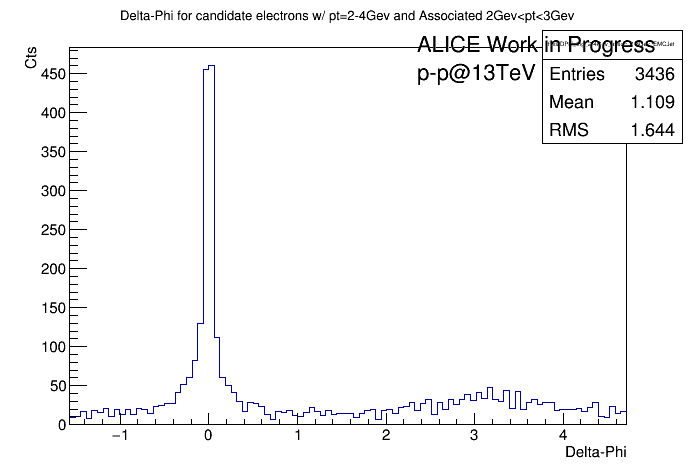 Delta-Phi for candidate electrons w/ pt=2-4Gev and Associated 2Gev<pt<3Gev
Cts
ALICE Work in Progress
p-p@13TeV
Entries 3436
Mean 1.109
RMS 1.644
450
400
350
300
250
200
150
100
50
0
−1 0 1 2 3 4
Delta-Phi